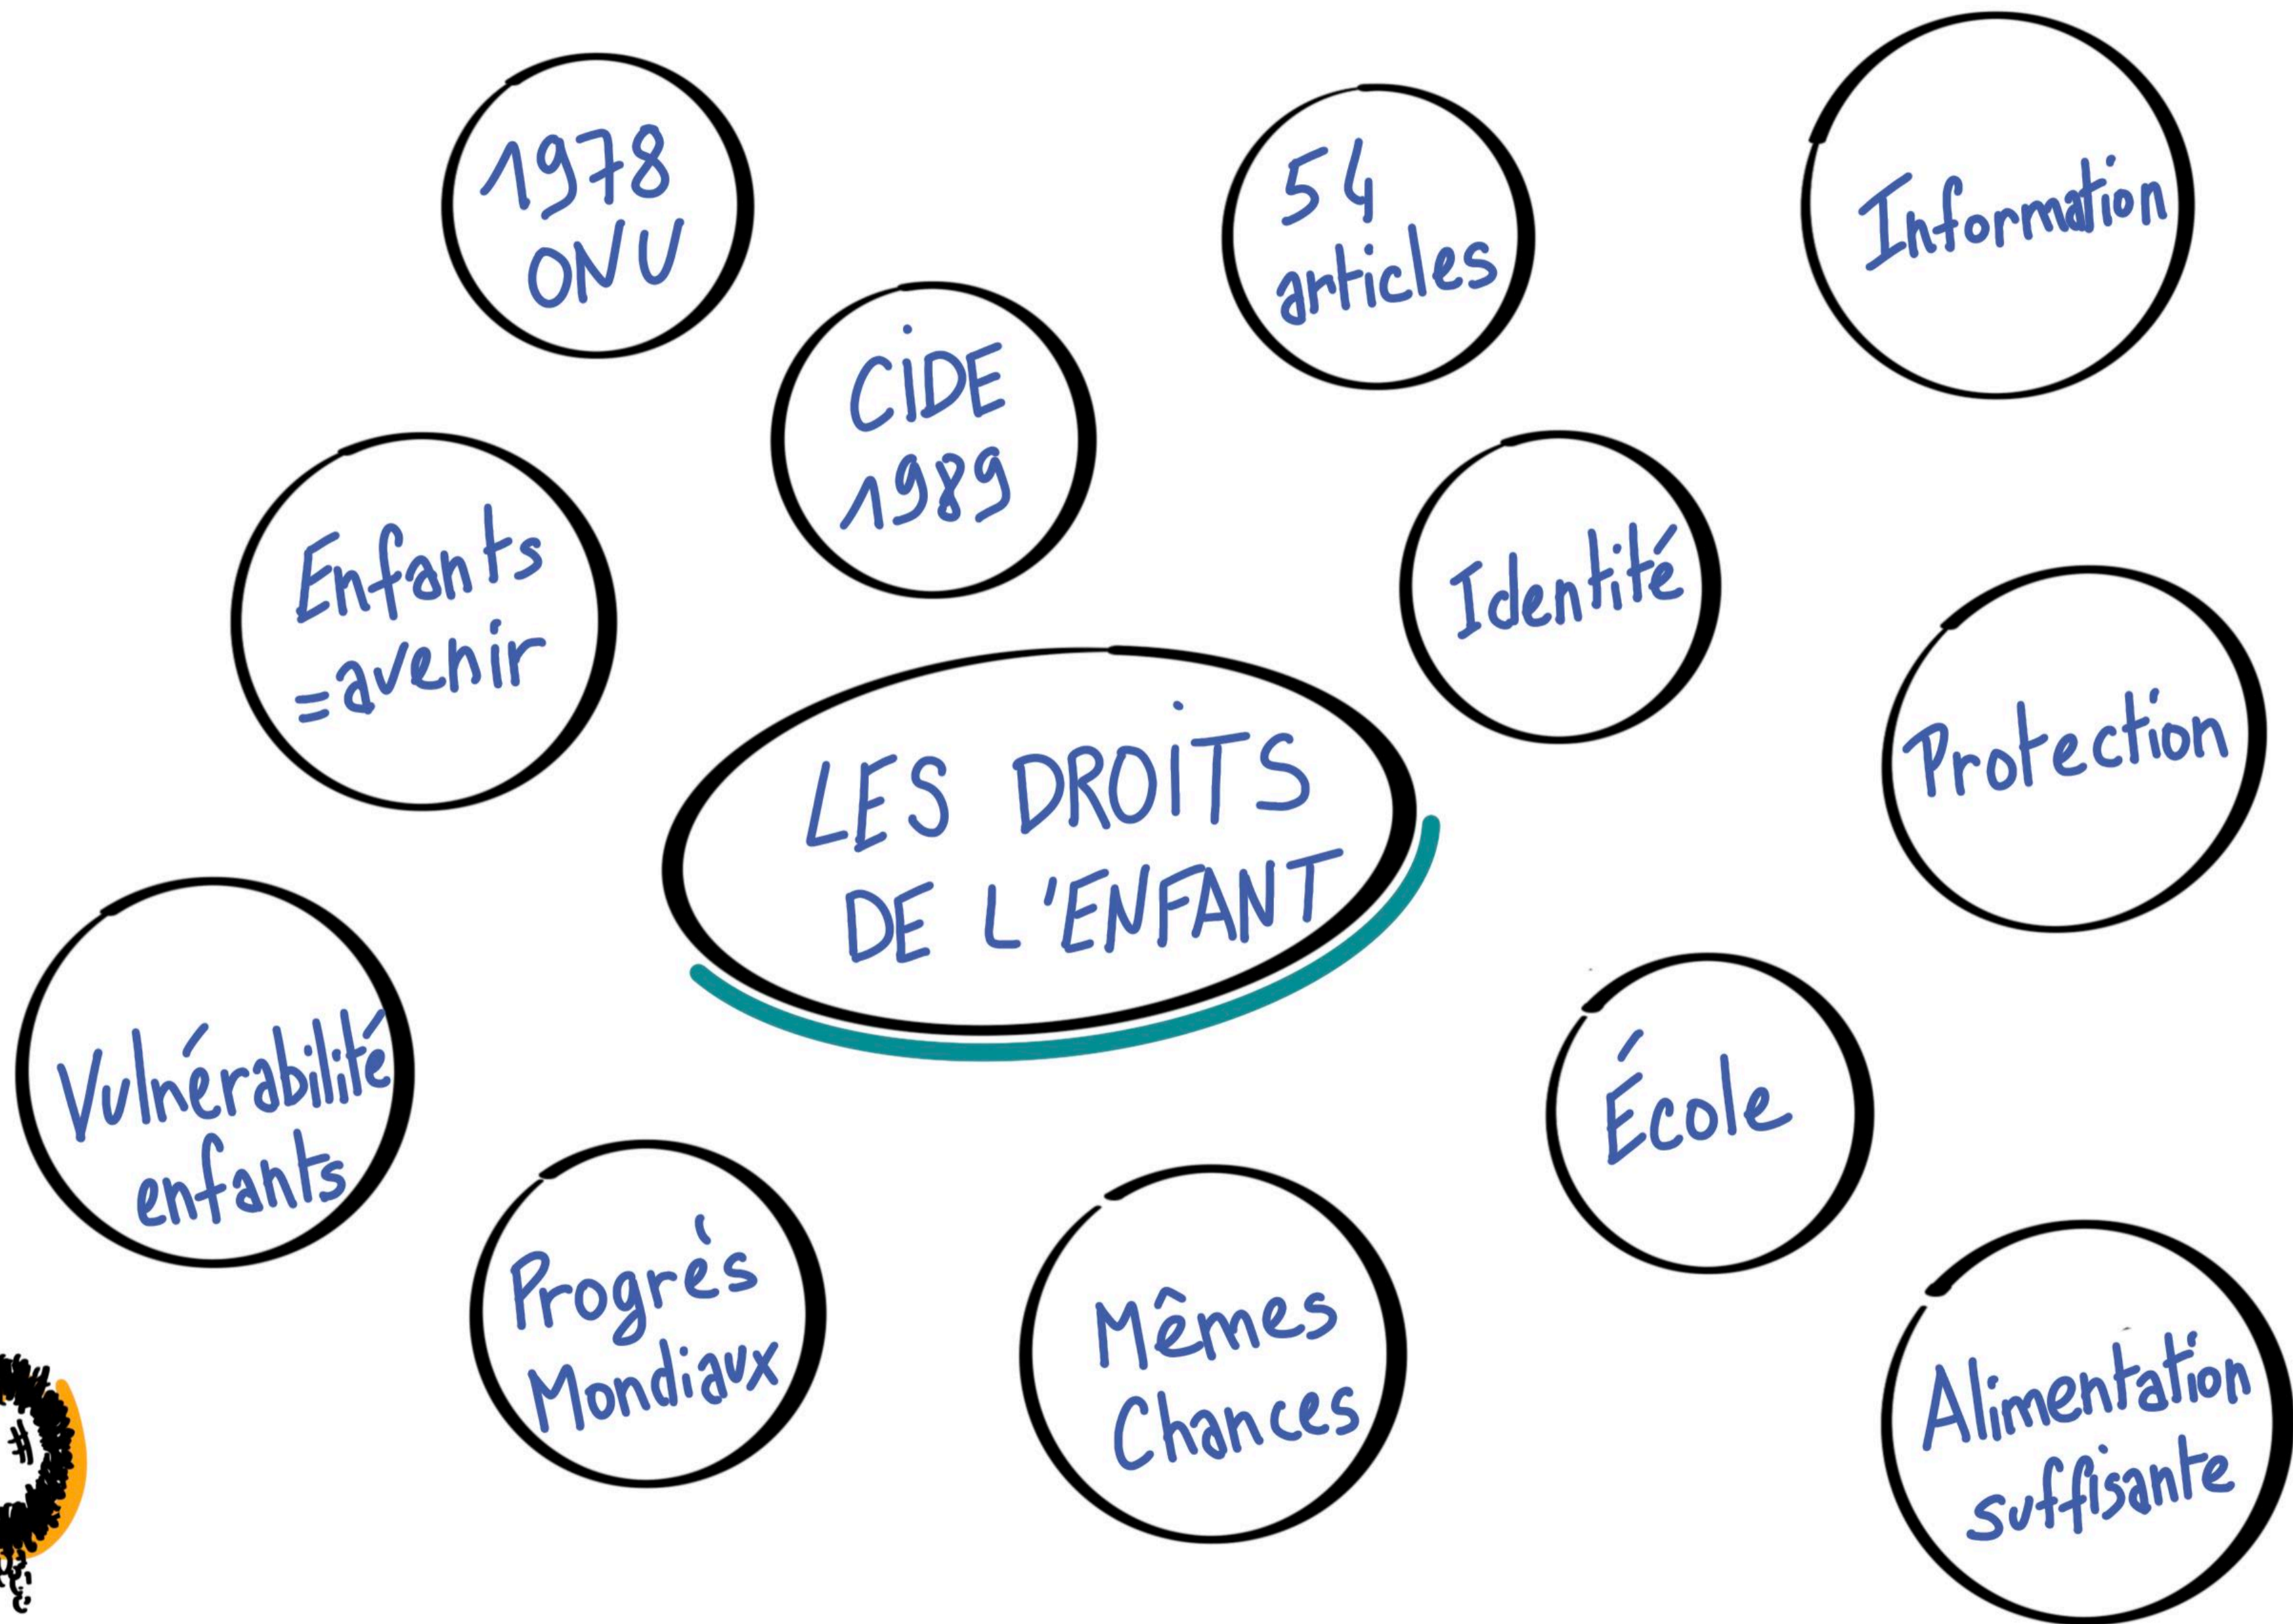 1978
ONU
54
articles
Information
CIDE
1989
Enfants
=avenir
Identité
LES DROITS
DE L'ENFANT
Protection
Vulnérabilité
enfants
École
Progrès
Mondiaux
Mêmes
Chances
Alimentation
suffisante
#